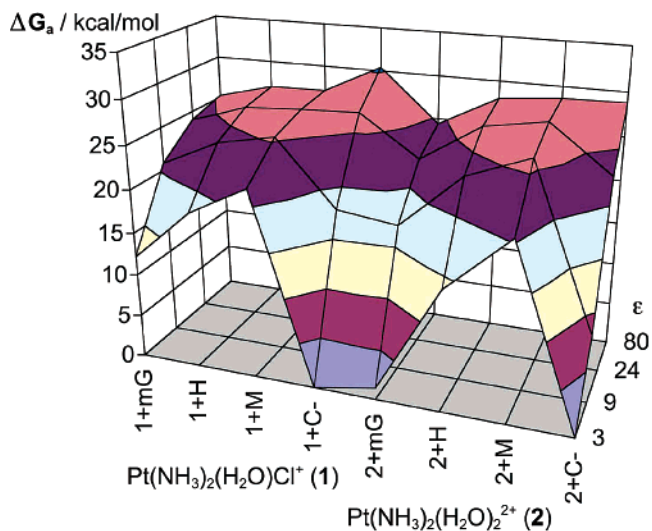 ΔG_a / kcal/mol
35
30
25
20
15
10
5
0
ε
80
24
9
3
1+mG
1+H
1+M
1+C-
2+mG
2+H
2+M
2+C-
Pt(NH₃)₂(H₂O)Cl⁺ (1)
Pt(NH₃)₂(H₂O)₂²⁺ (2)